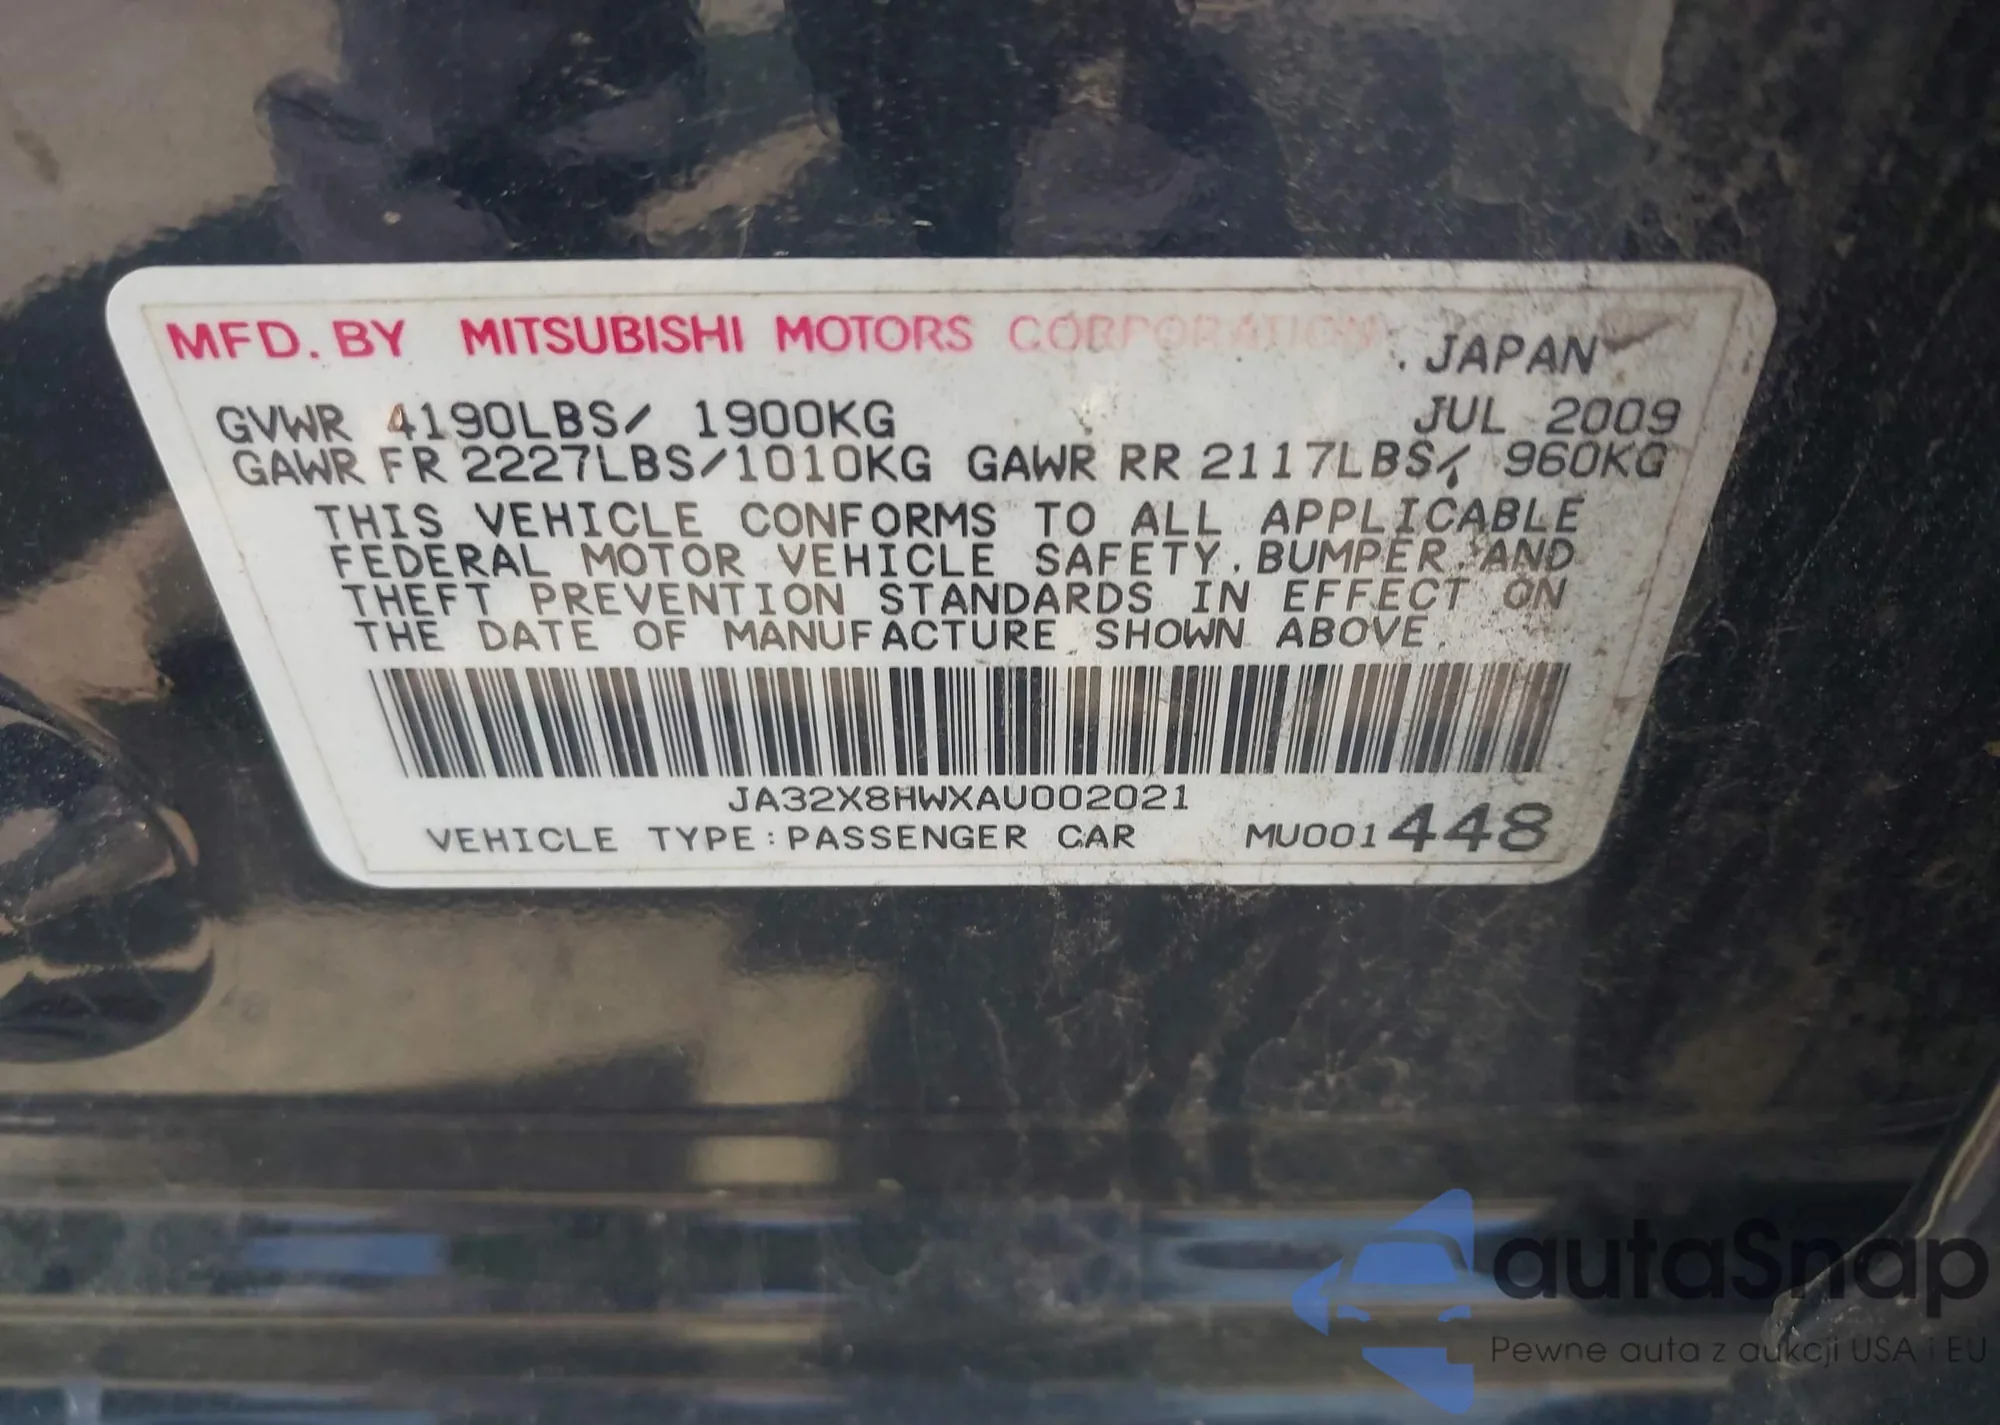 MFD. BY MITSUBISHI MOTORS CORPORATION
. JAPAN
GVWR 4190LBS/ 1900KG JUL 2009
GAWR FR 2227LBS/1010KG GAWR RR 2117LBS/ 960KG
THIS VEHICLE CONFORMS TO ALL APPLICABLE
FEDERAL MOTOR VEHICLE SAFETY, BUMPER, AND
THEFT PREVENTION STANDARDS IN EFFECT ON
THE DATE OF MANUFACTURE SHOWN ABOVE
JA32X8HWXAU002021
VEHICLE TYPE:PASSENGER CAR MU001448
autaSnap
Pewne auta z aukcji USA i EU